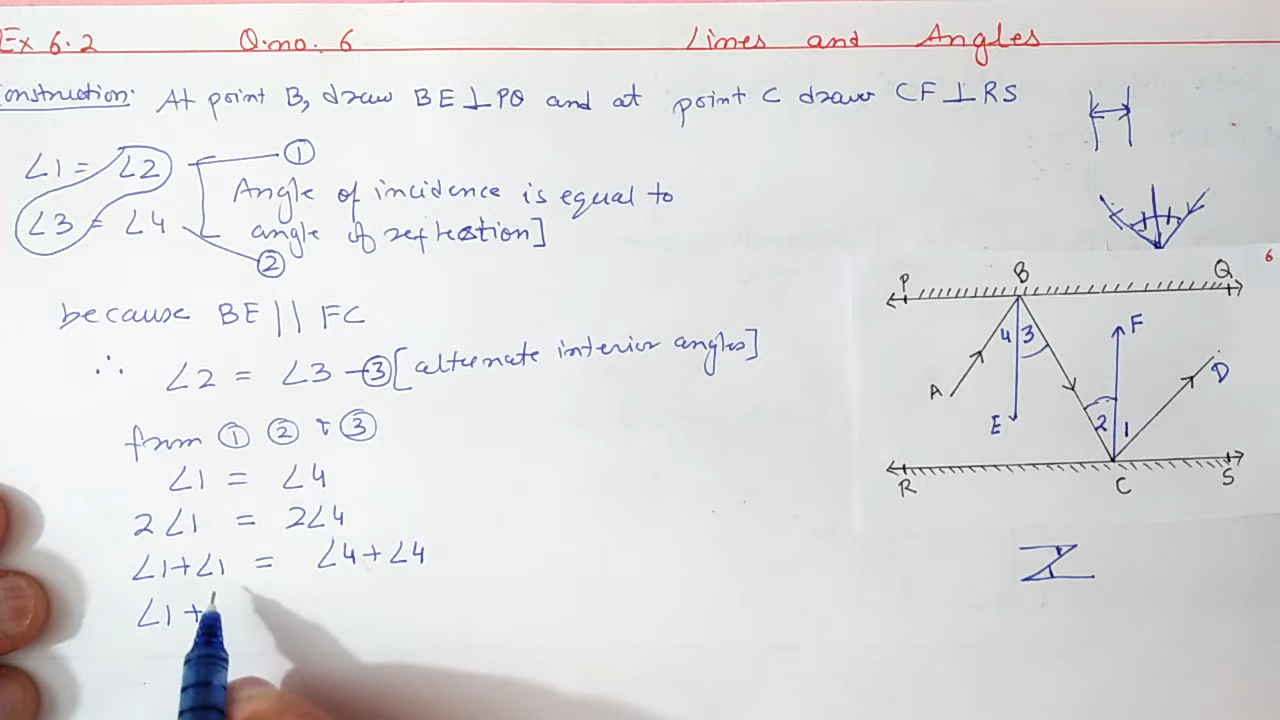 Ex 6.2 Q.no. 6 Lines and Angles
Construction: At point B, draw BE⊥PQ and at point C draw CF⊥RS
∠1 = ∠2 ①
∠3 = ∠4 ②
Angle of incidence is equal to
angle of reflection]
because BE || FC
∴ ∠2 = ∠3 - ③ [alternate interior angles]
from ① ② & ③
∠1 = ∠4
2∠1 = 2∠4
∠1+∠1 = ∠4+∠4
∠1+
6
P B Q
4 3 F
A D
E 2 1
R C S